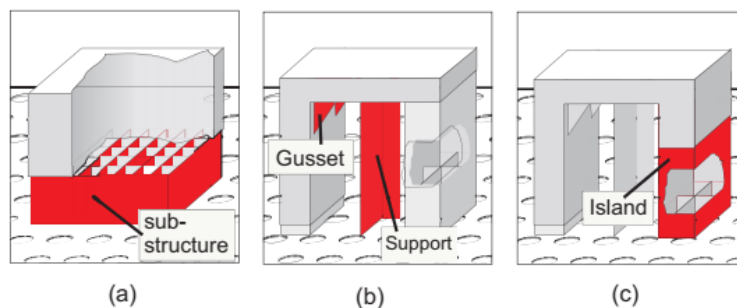 sub-
structure
Gusset
Support
Island
(a)
(b)
(c)